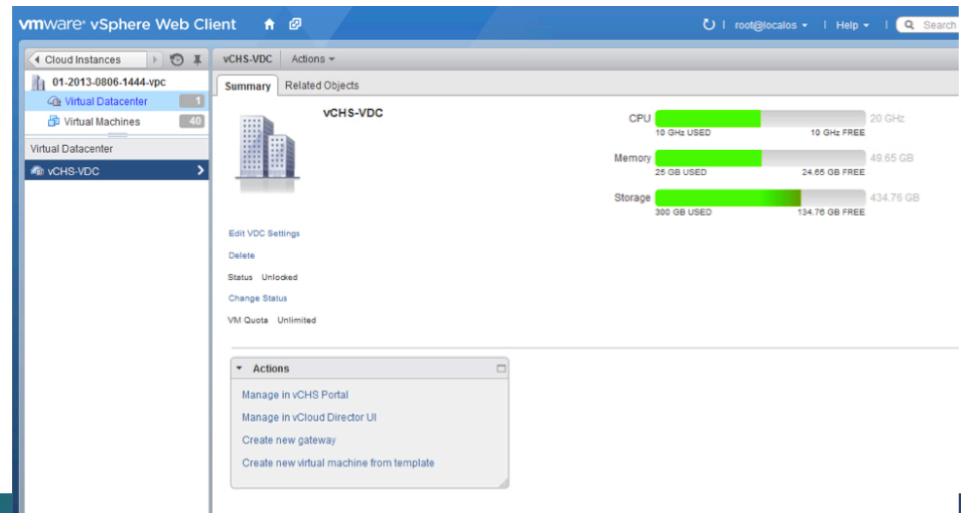 vmware® vSphere Web Client
root@localos
Help
Search
Cloud Instances
vCHS-VDC Actions
01-2013-0806-1444-vpc
Virtual Datacenter 1
Virtual Machines 40
Virtual Datacenter
vCHS-VDC
Summary Related Objects
vCHS-VDC
CPU 20 GHz
10 GHz USED 10 GHz FREE
Memory 49.65 GB
25 GB USED 24.65 GB FREE
Storage 434.76 GB
300 GB USED 134.76 GB FREE
Edit VDC Settings
Delete
Status Unlocked
Change Status
VM Quota Unlimited
Actions
Manage in vCHS Portal
Manage in vCloud Director UI
Create new gateway
Create new virtual machine from template